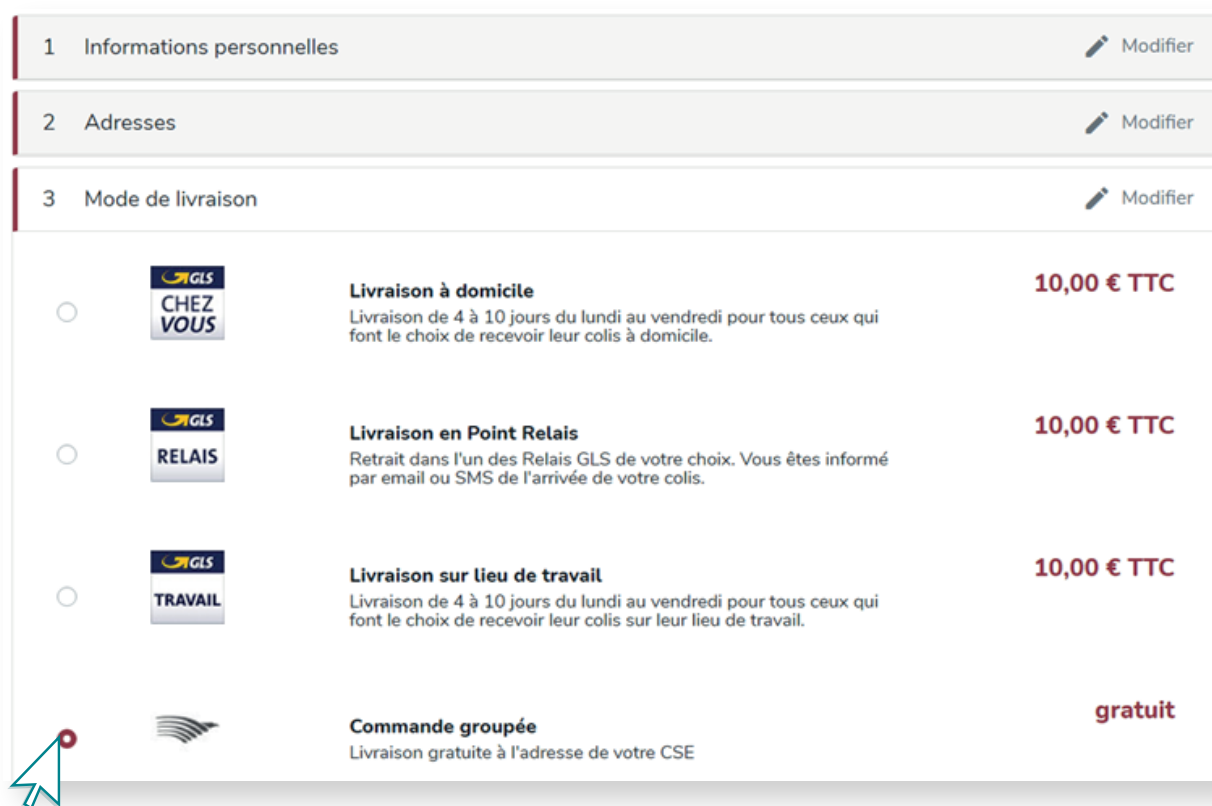 1 Informations personnelles Modifier
2 Adresses Modifier
3 Mode de livraison Modifier
GLS
CHEZ
VOUS
Livraison à domicile
10,00 € TTC
Livraison de 4 à 10 jours du lundi au vendredi pour tous ceux qui
font le choix de recevoir leur colis à domicile.
GLS
RELAIS
Livraison en Point Relais
10,00 € TTC
Retrait dans l'un des Relais GLS de votre choix. Vous êtes informé
par email ou SMS de l'arrivée de votre colis.
GLS
TRAVAIL
Livraison sur lieu de travail
10,00 € TTC
Livraison de 4 à 10 jours du lundi au vendredi pour tous ceux qui
font le choix de recevoir leur colis sur leur lieu de travail.
Commande groupée
gratuit
Livraison gratuite à l'adresse de votre CSE